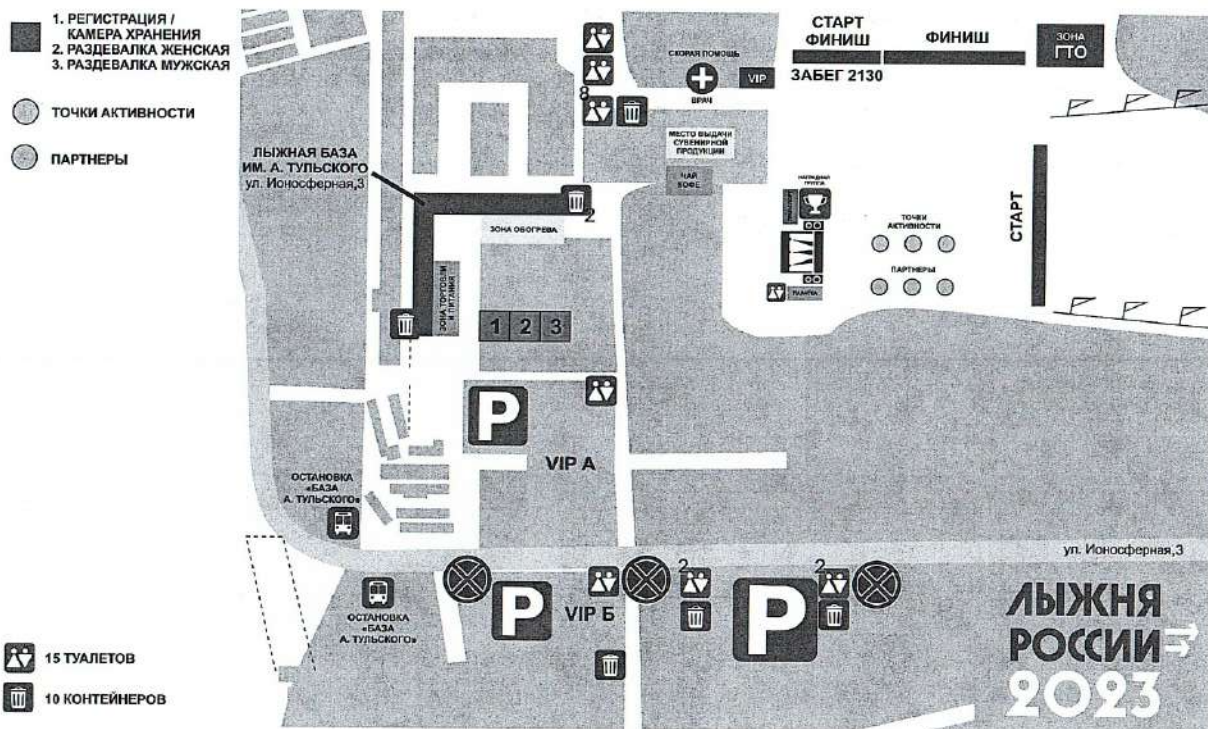 1. РЕГИСТРАЦИЯ /
КАМЕРА ХРАНЕНИЯ
2. РАЗДЕВАЛКА ЖЕНСКАЯ
3. РАЗДЕВАЛКА МУЖСКАЯ
ТОЧКИ АКТИВНОСТИ
ПАРТНЕРЫ
ЛЫЖНАЯ БАЗА
ИМ. А. ТУЛЬСКОГО
ул. Ионосферная,3
8
СКОРАЯ ПОМОЩЬ
ВРАЧ
VIP
СТАРТ
ФИНИШ
ФИНИШ
ЗАБЕГ 2130
ЗОНА
ГТО
МЕСТО ВЫДАЧИ
СУВЕНИРНОЙ
ПРОДУКЦИИ
ЧАЙ
КОФЕ
2
ЗОНА ОБОГРЕВА
ЗОНА ТОРГОВЛИ
И ПИТАНИЯ
1 2 3
НАГРАДНАЯ
ГРУППА
ТОЧКИ
АКТИВНОСТИ
ПАРТНЕРЫ
СТАРТ
P
VIP А
ОСТАНОВКА
«БАЗА
А. ТУЛЬСКОГО»
ул. Ионосферная,3
ОСТАНОВКА
«БАЗА
А. ТУЛЬСКОГО»
P
VIP Б
2
P
2
ЛЫЖНЯ
РОССИИ
2023
15 ТУАЛЕТОВ
10 КОНТЕЙНЕРОВ